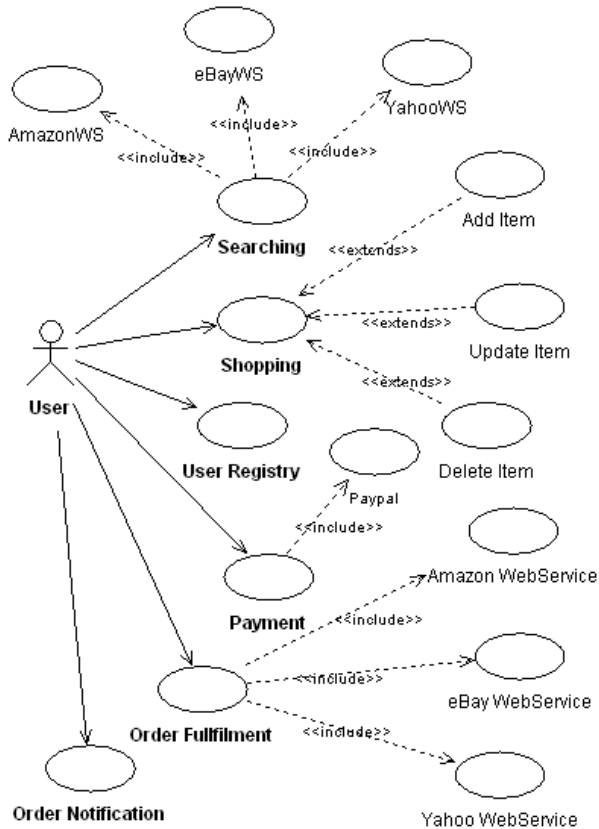 eBayWS
YahooWS
AmazonWS
<<include>>
<<include>>
<<include>>
Searching
Add Item
<<extends>>
Shopping
<<extends>>
Update Item
<<extends>>
User
User Registry
Delete Item
Paypal
<<include>>
Payment
Amazon WebService
<<include>>
<<include>>
eBay WebService
Order Fullfilment
<<include>>
Order Notification
Yahoo WebService